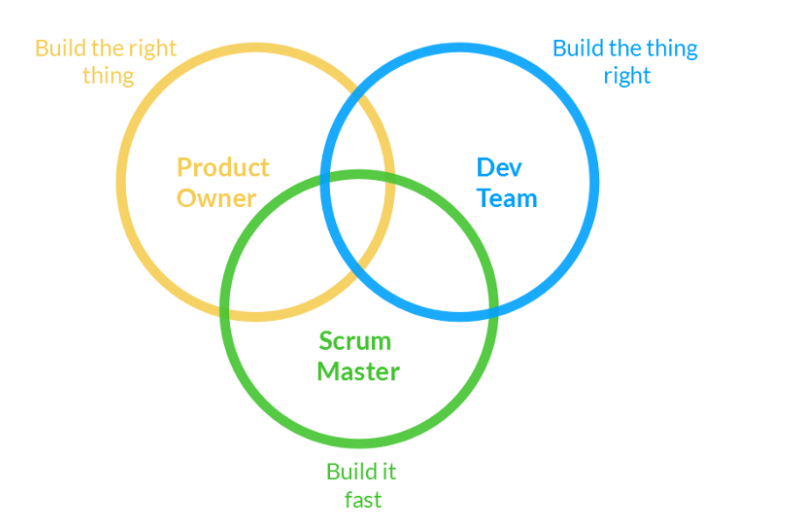 Build the right
thing
Build the thing
right
Product
Owner
Dev
Team
Scrum
Master
Build it
fast